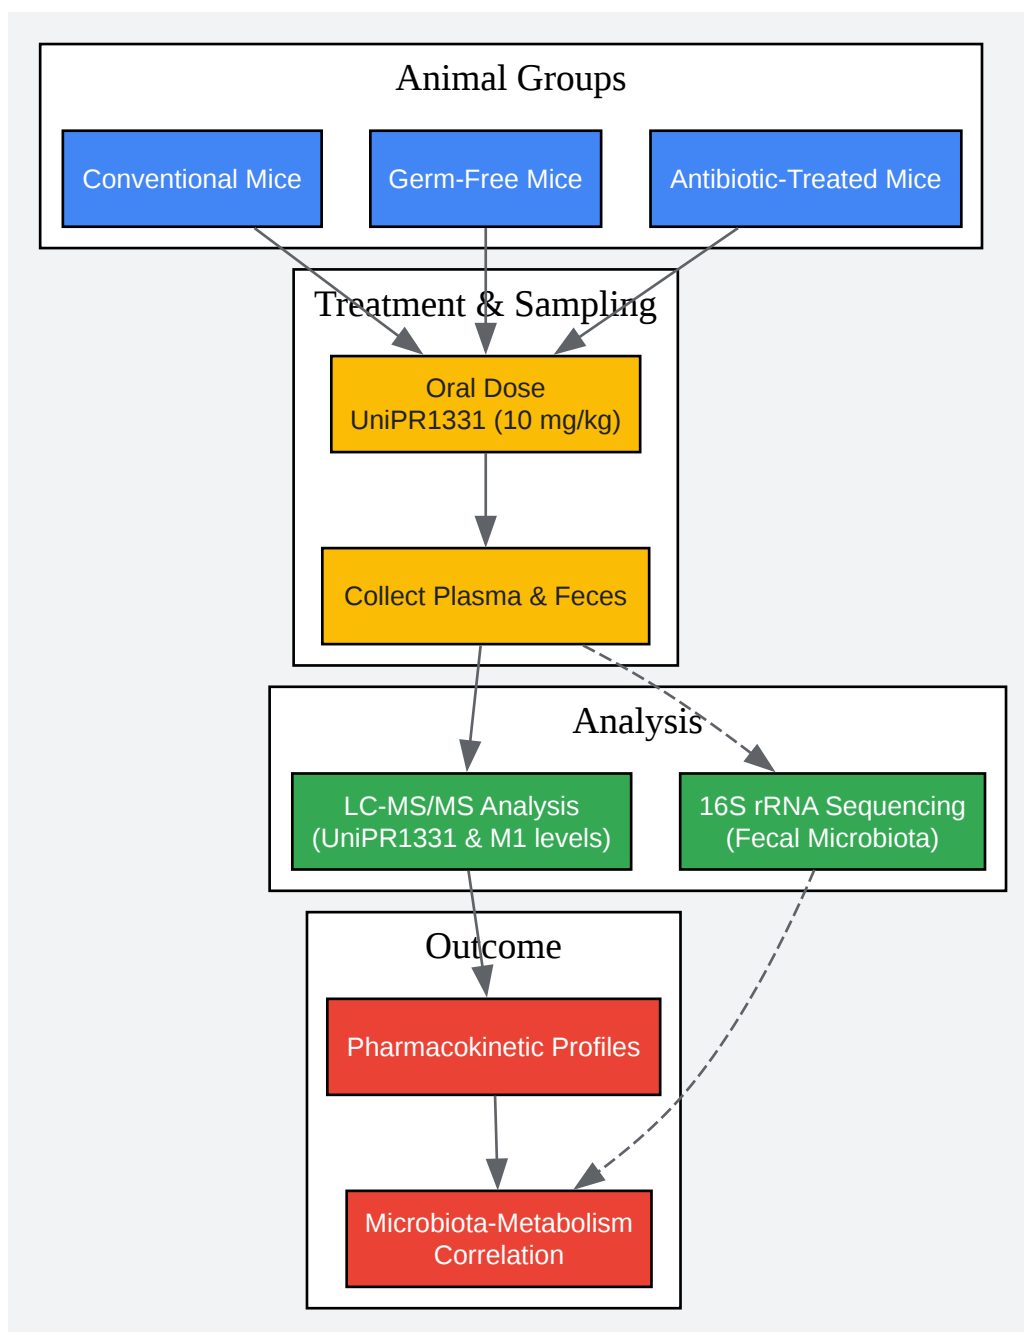 Animal Groups
Conventional Mice
Germ-Free Mice
Antibiotic-Treated Mice
Treatment & Sampling
Oral Dose
UniPR1331 (10 mg/kg)
Collect Plasma & Feces
Analysis
LC-MS/MS Analysis
(UniPR1331 & M1 levels)
16S rRNA Sequencing
(Fecal Microbiota)
Outcome
Pharmacokinetic Profiles
Microbiota-Metabolism
Correlation